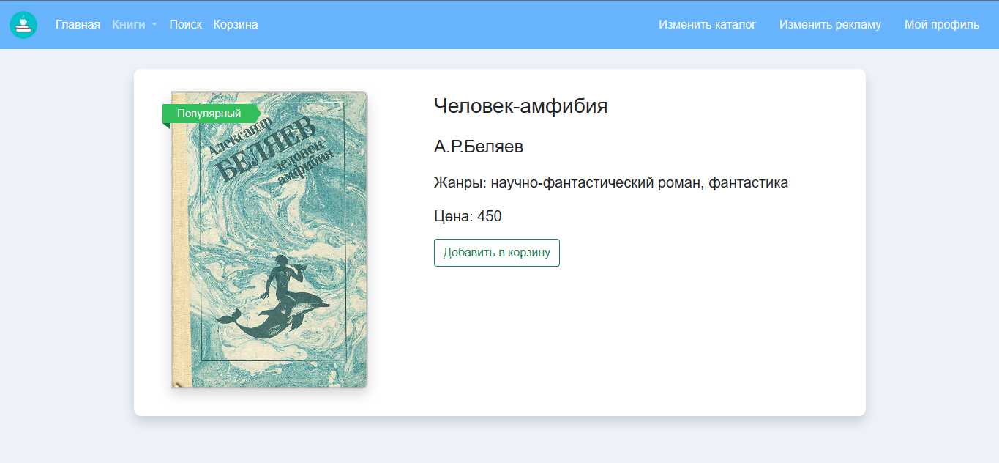 Главная Книги Поиск Корзина Изменить каталог Изменить рекламу Мой профиль
Популярный
Александр
БЕЛЯЕВ
Человек-
амфибия
Человек-амфибия
А.Р.Беляев
Жанры: научно-фантастический роман, фантастика
Цена: 450
Добавить в корзину